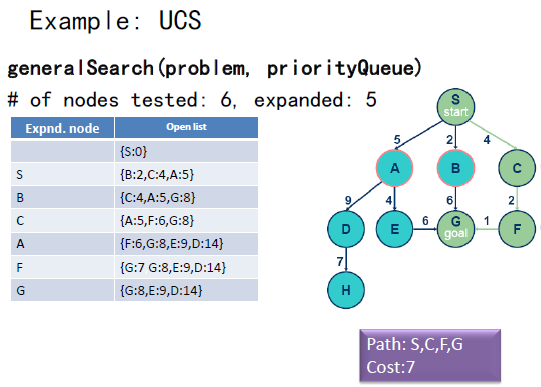 Example: UCS
generalSearch(problem, priorityQueue)
# of nodes tested: 6, expanded: 5
Expnd. node Open list
{S:0}
S {B:2,C:4,A:5}
B {C:4,A:5,G:8}
C {A:5,F:6,G:8}
A {F:6,G:8,E:9,D:14}
F {G:7 G:8,E:9,D:14}
G {G:8,E:9,D:14}
S
start
5 2 4
A B C
9 4 6 2
D E 6 G goal 1 F
7
H
Path: S,C,F,G
Cost:7